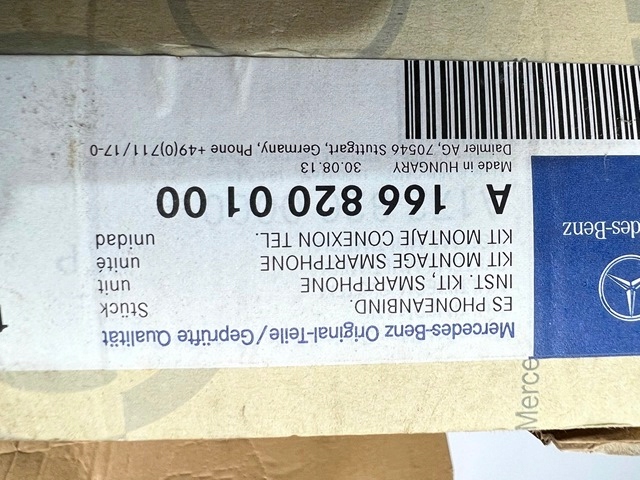 Mercedes-Benz Original-Teile/Geprüfte Qualität
ES PHONEANBIND. Stück
INST. KIT, SMARTPHONE unit
KIT MONTAGE SMARTPHONE unité
KIT MONTAJE CONEXION TEL. unidad
A 166 820 01 00
Made in HUNGARY 30.08.13
Daimler AG, 70546 Stuttgart, Germany, Phone +49(0)711/17-0
des-Benz
Merce